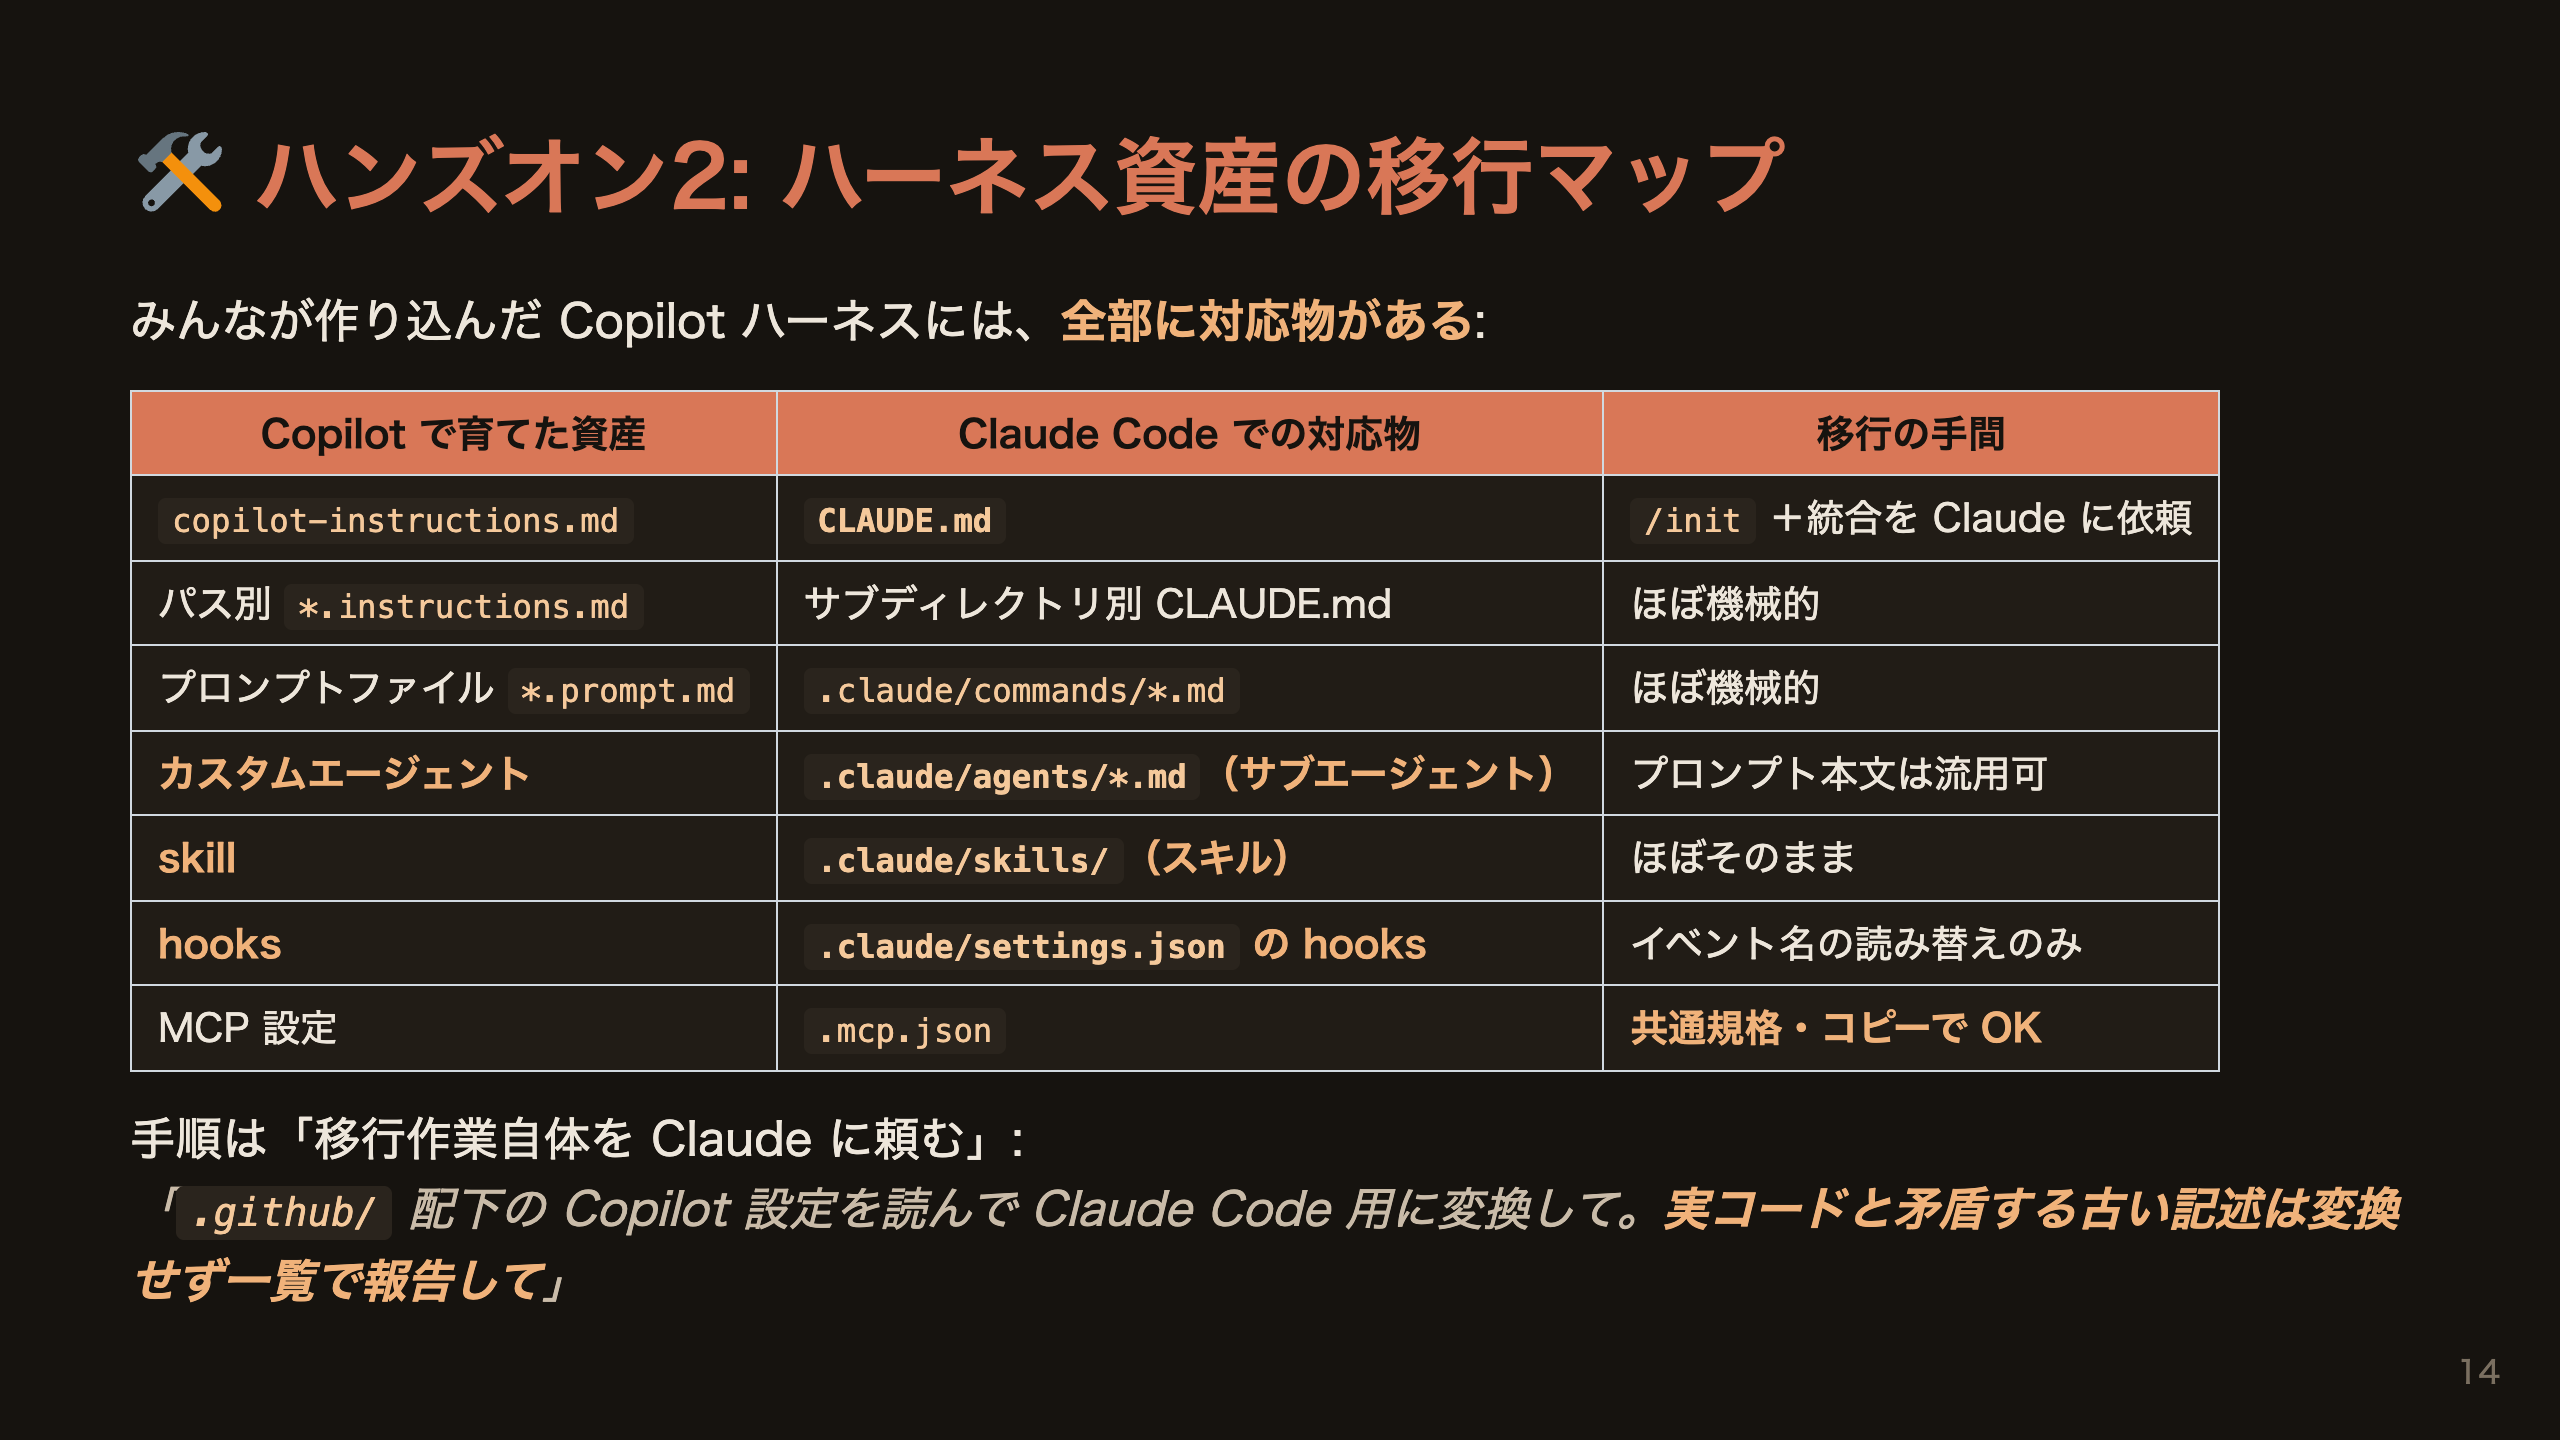 🛠️ ハンズオン2: ハーネス資産の移行マップ
みんなが作り込んだ Copilot ハーネスには、全部に対応物がある:
Copilot で育てた資産 Claude Code での対応物 移行の手間
copilot-instructions.md CLAUDE.md /init ＋統合を Claude に依頼
パス別 *.instructions.md サブディレクトリ別 CLAUDE.md ほぼ機械的
プロンプトファイル *.prompt.md .claude/commands/*.md ほぼ機械的
カスタムエージェント .claude/agents/*.md（サブエージェント） プロンプト本文は流用可
skill .claude/skills/（スキル） ほぼそのまま
hooks .claude/settings.json の hooks イベント名の読み替えのみ
MCP 設定 .mcp.json 共通規格・コピーで OK
手順は「移行作業自体を Claude に頼む」:
「.github/ 配下の Copilot 設定を読んで Claude Code 用に変換して。実コードと矛盾する古い記述は変換
せず一覧で報告して」
14